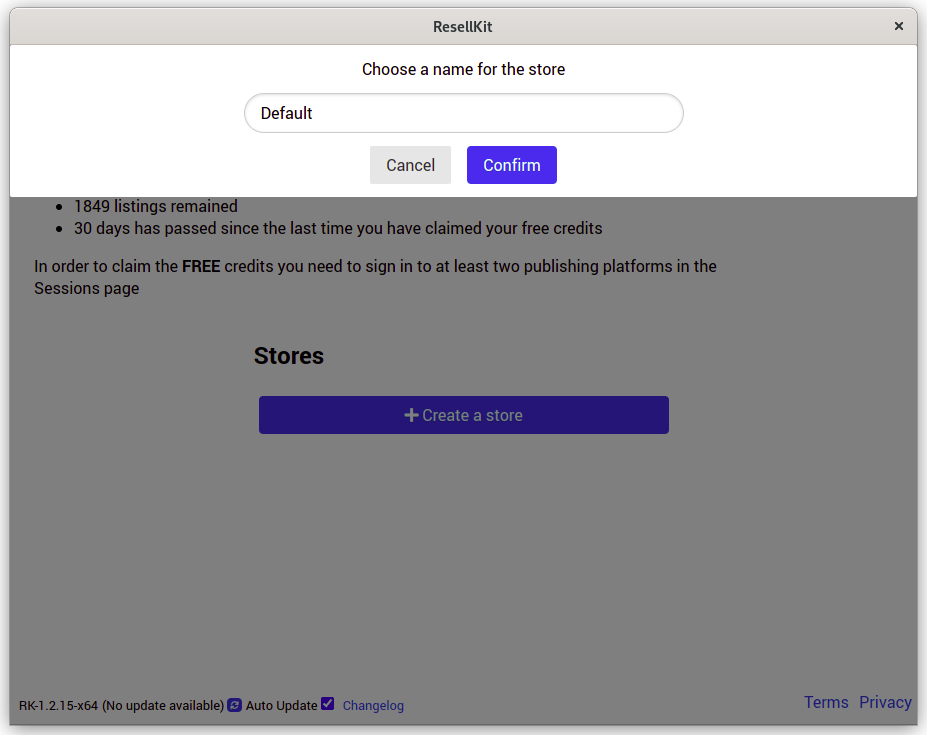 ResellKit
Choose a name for the store
Default
Cancel Confirm
1849 listings remained
30 days has passed since the last time you have claimed your free credits
In order to claim the FREE credits you need to sign in to at least two publishing platforms in the
Sessions page
Stores
Create a store
RK-1.2.15-x64 (No update available) Auto Update Changelog Terms Privacy